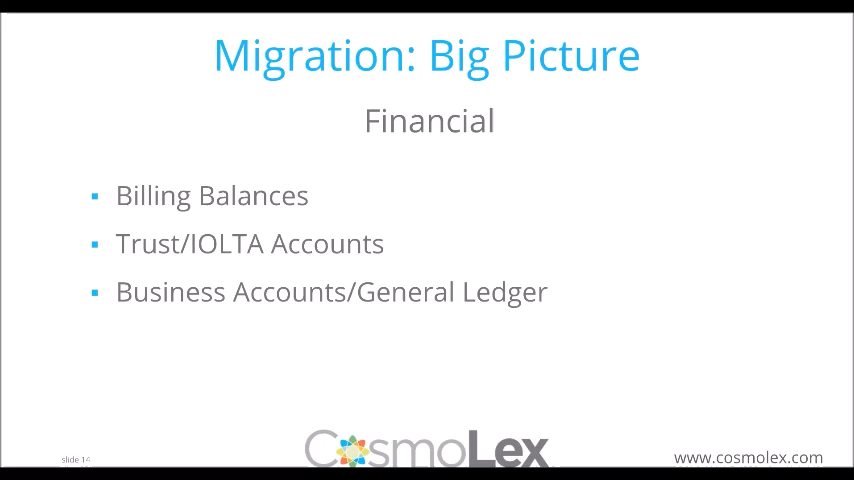 Migration: Big Picture
Financial
▪ Billing Balances
▪ Trust/IOLTA Accounts
▪ Business Accounts/General Ledger
slide 14
CosmoLex
www.cosmolex.com